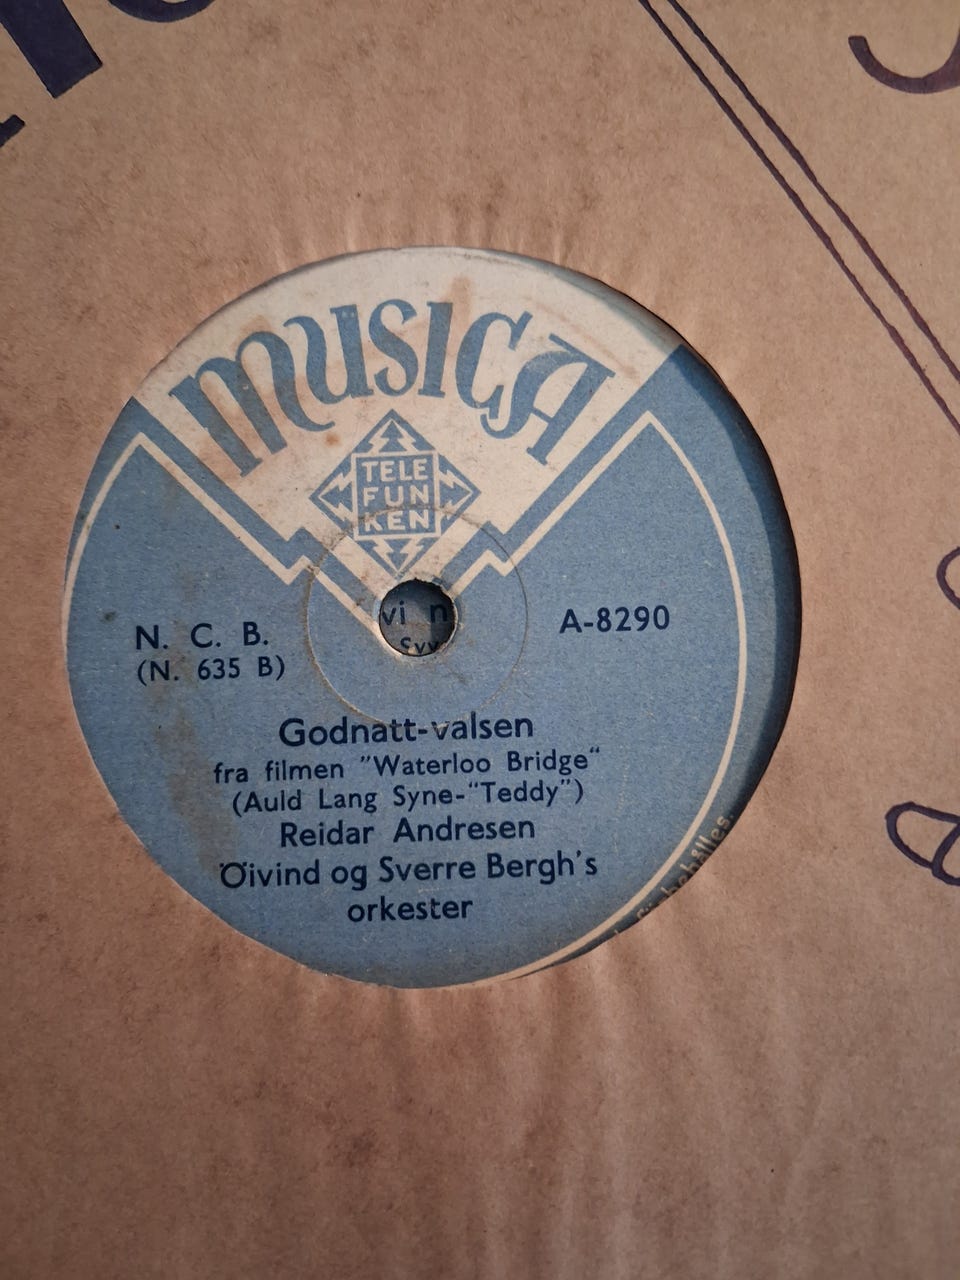 MUSICA
TELE
FUN
KEN
N. C. B.
(N. 635 B)
A-8290
vi n
Godnatt-valsen
fra filmen "Waterloo Bridge"
(Auld Lang Syne-"Teddy")
Reidar Andresen
Öivind og Sverre Bergh's
orkester